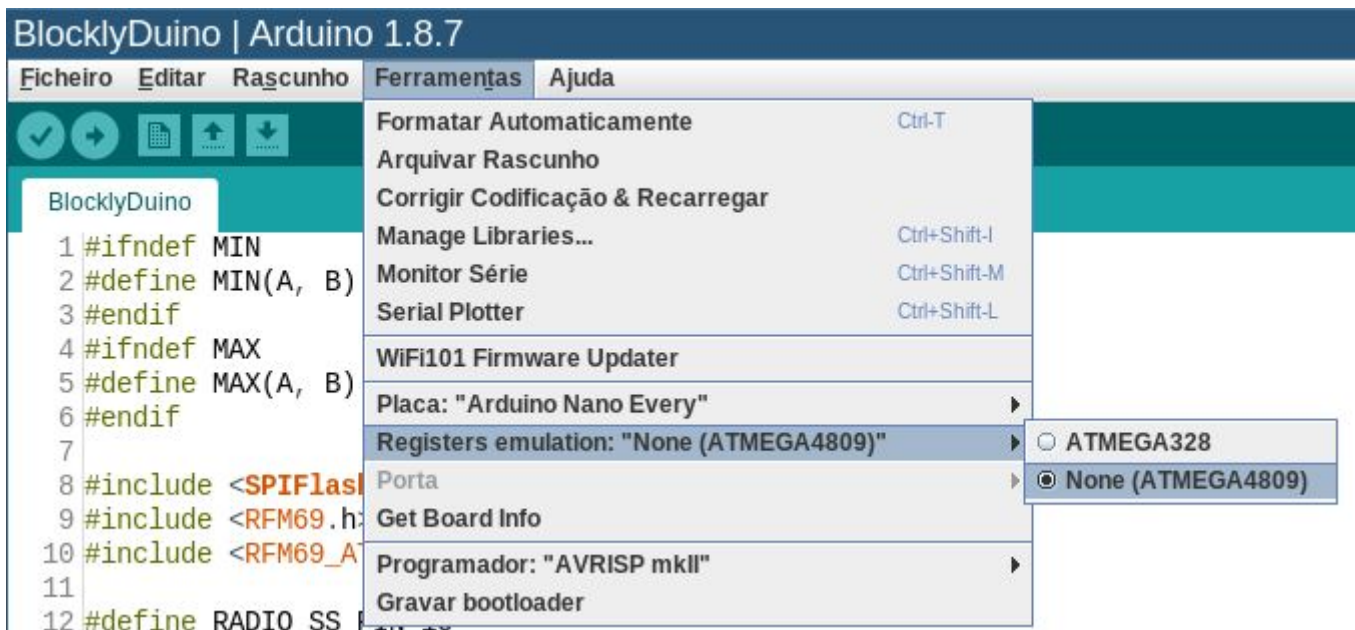 BlocklyDuino | Arduino 1.8.7
Ficheiro Editar Rascunho Ferramentas Ajuda
BlocklyDuino
1 #ifndef MIN
2 #define MIN(A, B)
3 #endif
4 #ifndef MAX
5 #define MAX(A, B)
6 #endif
7
8 #include <SPIFlas
9 #include <RFM69.h
10 #include <RFM69_A
11
12 #define RADIO SS
Formatar Automaticamente Ctrl-T
Arquivar Rascunho
Corrigir Codificação & Recarregar
Manage Libraries... Ctrl+Shift-I
Monitor Série Ctrl+Shift-M
Serial Plotter Ctrl+Shift-L
WiFi101 Firmware Updater
Placa: "Arduino Nano Every"
Registers emulation: "None (ATMEGA4809)"
Porta
Get Board Info
Programador: "AVRISP mkII"
Gravar bootloader
ATMEGA328
None (ATMEGA4809)